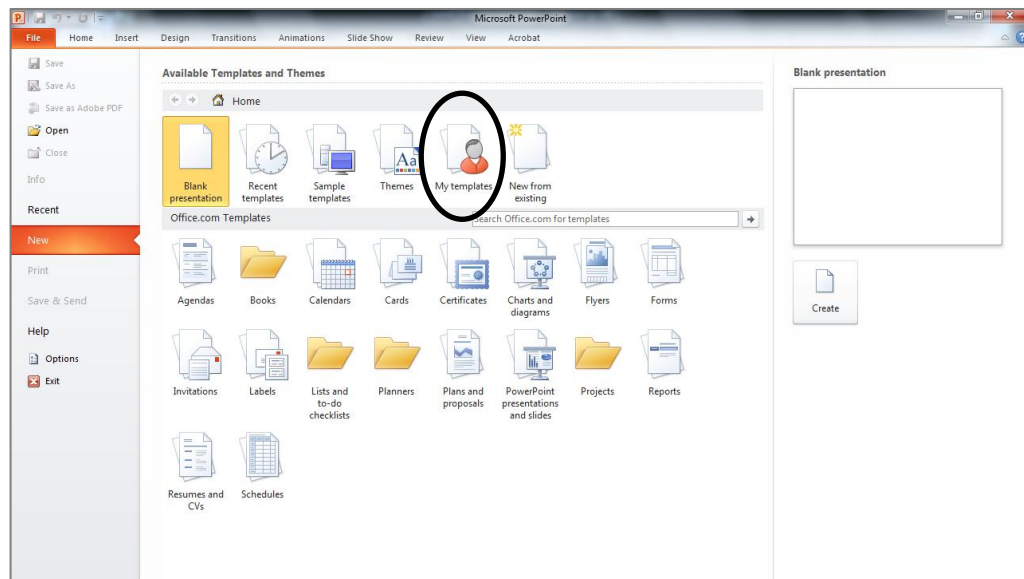 Microsoft PowerPoint
File Home Insert Design Transitions Animations Slide Show Review View Acrobat
Save
Save As
Save as Adobe PDF
Open
Close
Info
Recent
New
Print
Save & Send
Help
Options
Exit
Available Templates and Themes
Home
Blank presentation
Recent templates
Sample templates
Themes
My templates
New from existing
Office.com Templates
Search Office.com for templates
Agendas
Books
Calendars
Cards
Certificates
Charts and diagrams
Flyers
Forms
Invitations
Labels
Lists and to-do checklists
Planners
Plans and proposals
PowerPoint presentations and slides
Projects
Reports
Resumes and CVs
Schedules
Blank presentation
Create